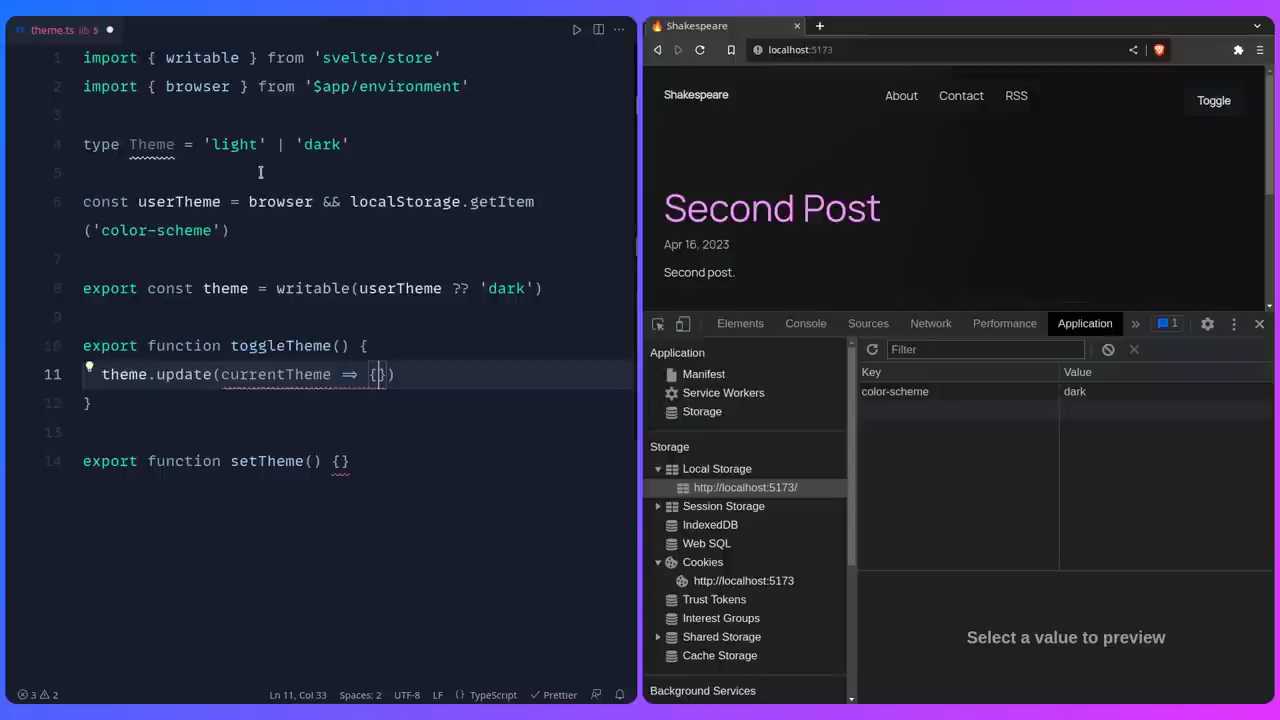 theme.ts lib 5
1 import { writable } from 'svelte/store'
2 import { browser } from '$app/environment'
3
4 type Theme = 'light' | 'dark'
5
6 const userTheme = browser && localStorage.getItem
('color-scheme')
7
8 export const theme = writable(userTheme ?? 'dark')
9
10 export function toggleTheme() {
11 theme.update(currentTheme => {})
12 }
13
14 export function setTheme() {}
3 2
Ln 11, Col 33 Spaces: 2 UTF-8 LF {} TypeScript Prettier
Shakespeare
localhost:5173
Shakespeare About Contact RSS Toggle
Second Post
Apr 16, 2023
Second post.
Elements Console Sources Network Performance Application » 1
Application
Manifest
Service Workers
Storage
Storage
Local Storage
http://localhost:5173/
Session Storage
IndexedDB
Web SQL
Cookies
http://localhost:5173
Trust Tokens
Interest Groups
Shared Storage
Cache Storage
Background Services
Filter
Key Value
color-scheme dark
Select a value to preview